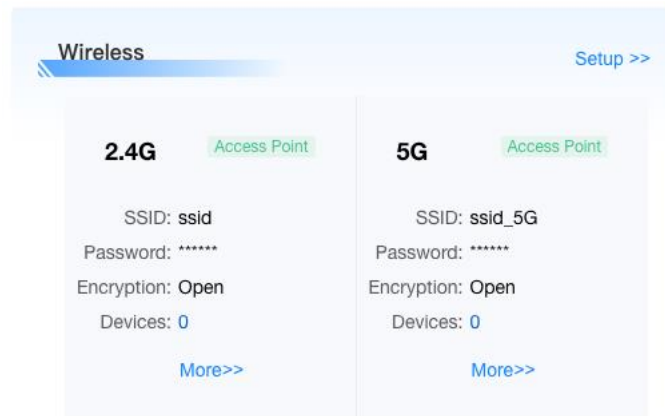 Wireless
Setup >>
2.4G
Access Point
SSID: ssid
Password: ******
Encryption: Open
Devices: 0
More>>
5G
Access Point
SSID: ssid_5G
Password: ******
Encryption: Open
Devices: 0
More>>